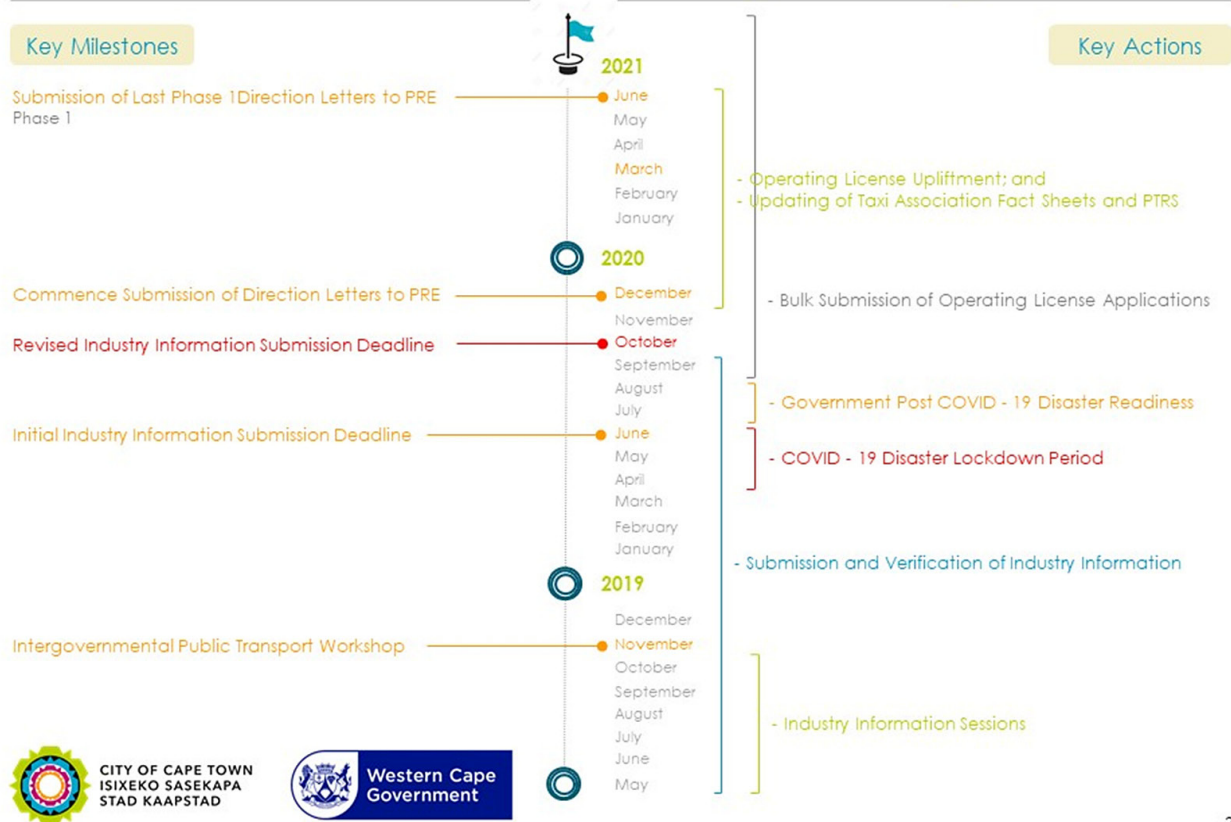 Key Milestones
Key Actions
2021
Submission of Last Phase 1Direction Letters to PRE
Phase 1
June
May
April
March
February
January
- Operating License Upliftment; and
- Updating of Taxi Association Fact Sheets and PTRS
2020
Commence Submission of Direction Letters to PRE
December
- Bulk Submission of Operating License Applications
November
Revised Industry Information Submission Deadline
October
September
August
July
- Government Post COVID - 19 Disaster Readiness
Initial Industry Information Submission Deadline
June
May
- COVID - 19 Disaster Lockdown Period
April
March
February
January
- Submission and Verification of Industry Information
2019
December
Intergovernmental Public Transport Workshop
November
October
September
August
- Industry Information Sessions
July
June
May
CITY OF CAPE TOWN
ISIXEKO SASEKAPA
STAD KAAPSTAD
Western Cape
Government